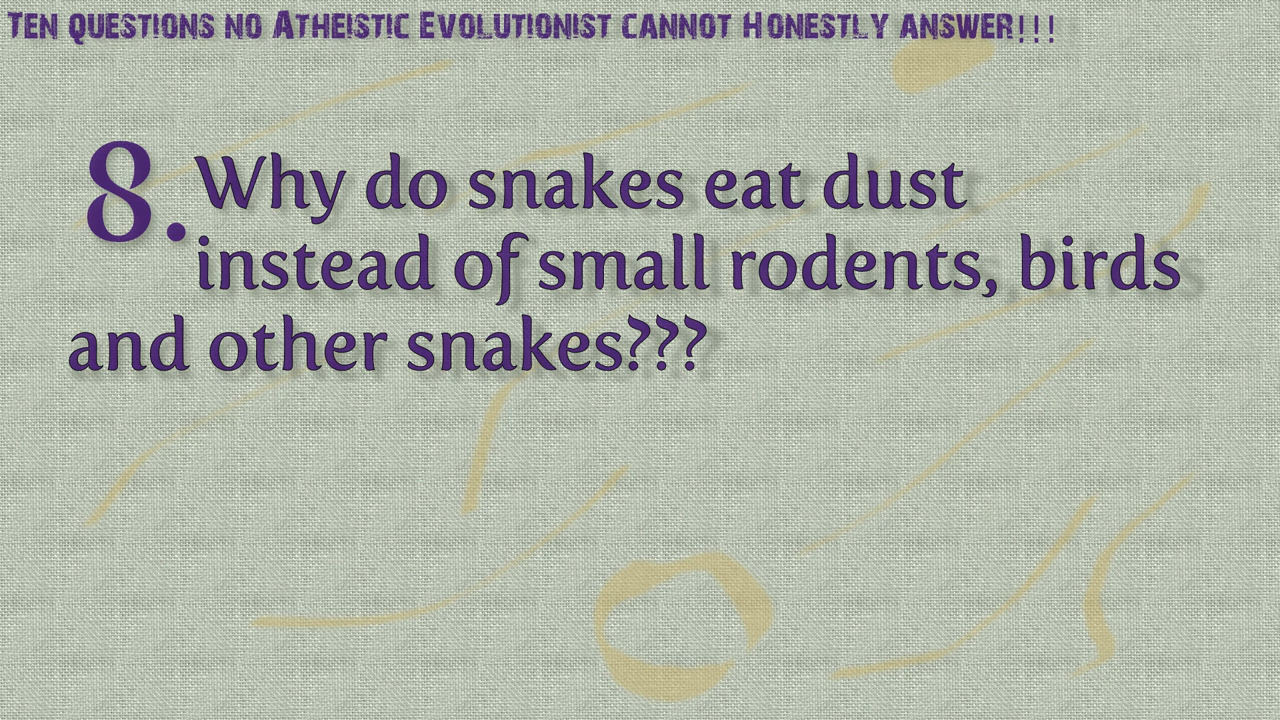 Ten questions no Atheistic Evolutionist cannot Honestly answer!!!
8. Why do snakes eat dust
instead of small rodents, birds
and other snakes???